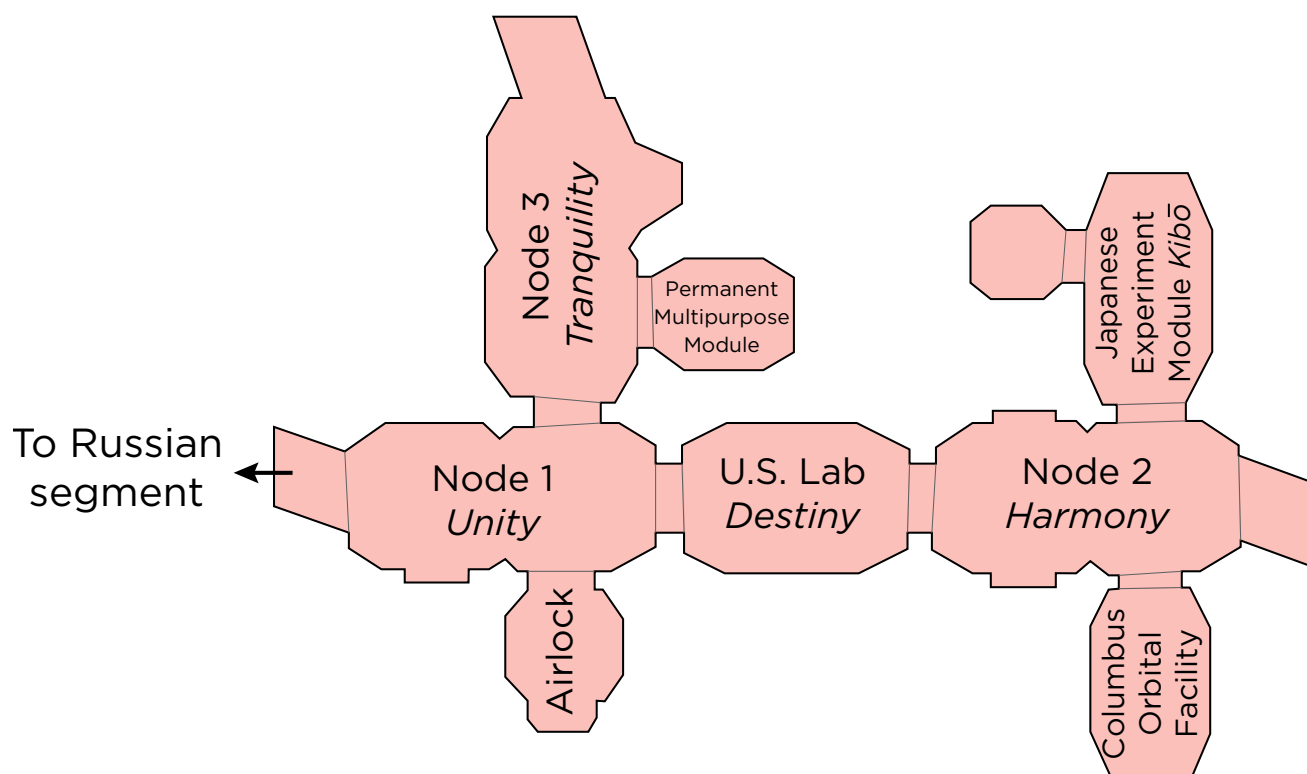 Node 3
Tranquility
Permanent
Multipurpose
Module
Japanese
Experiment
Module Kibō
To Russian
segment
Node 1
Unity
U.S. Lab
Destiny
Node 2
Harmony
Airlock
Columbus
Orbital
Facility